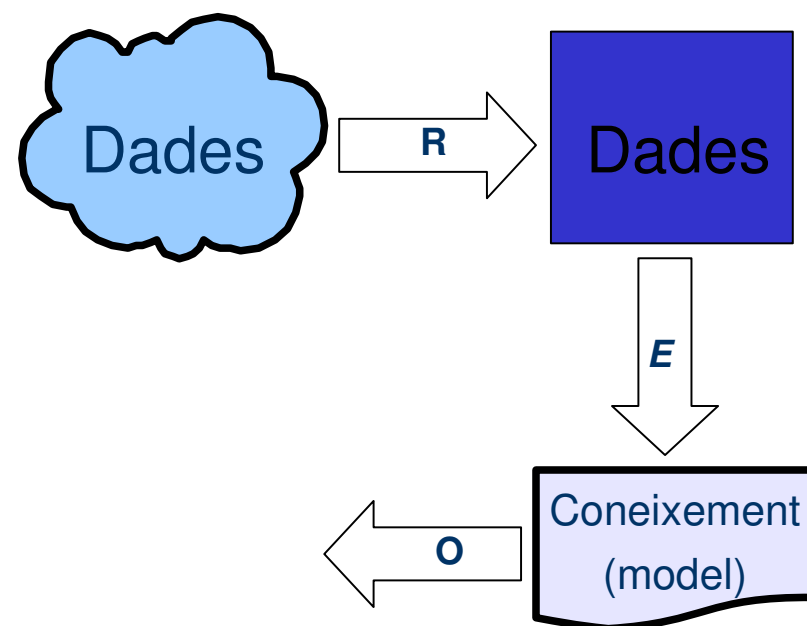 Dades
R
Dades
E
Coneixement
(model)
O